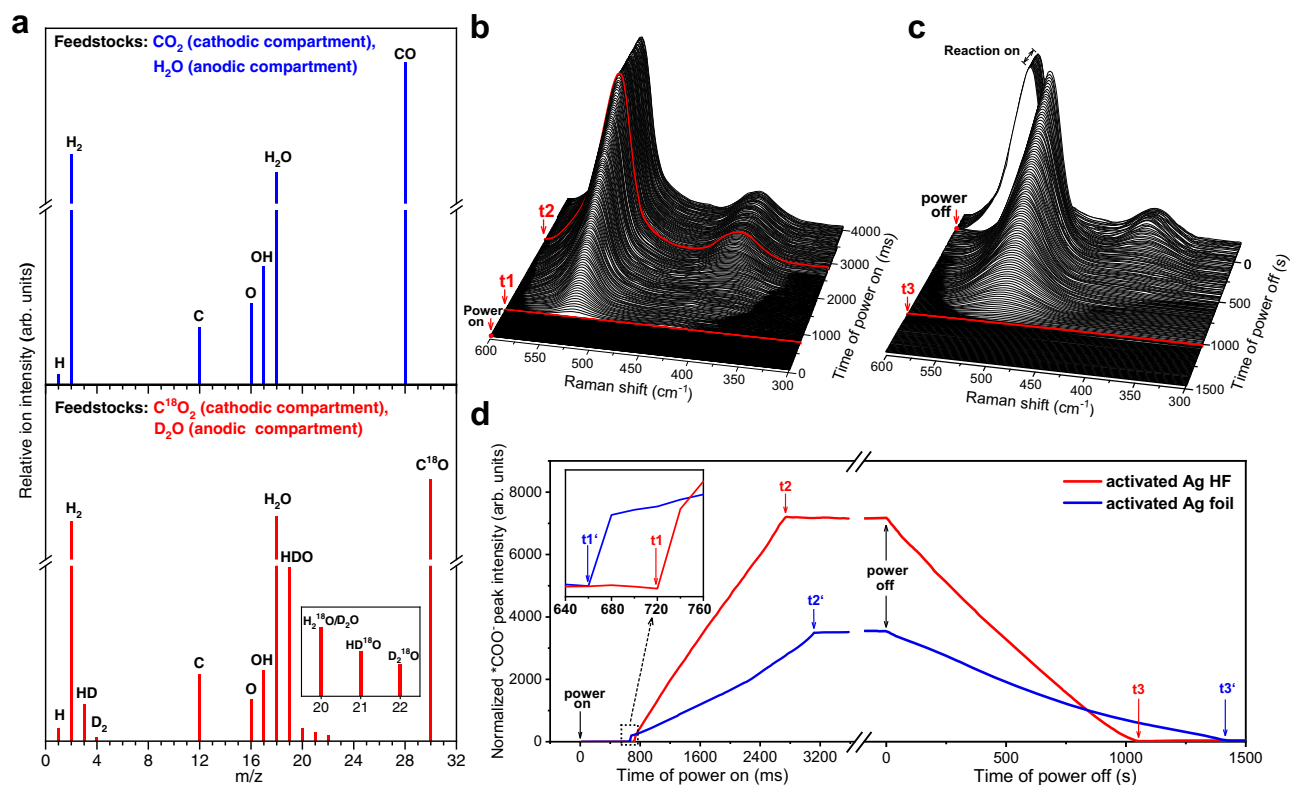 a
Feedstocks: CO₂ (cathodic compartment),
H₂O (anodic compartment)
CO
H₂
H₂O
OH
O
C
H
Relative ion intensity (arb. units)
Feedstocks: C¹⁸O₂ (cathodic compartment),
D₂O (anodic compartment)
C¹⁸O
H₂
H₂O
HDO
H₂¹⁸O/D₂O
HD¹⁸O
D₂¹⁸O
20 21 22
C
OH
O
HD
H
D₂
0 4 8 12 16 20 24 28 32
m/z
b
t2
t1
Power
on
600 550 500 450 400 350 300
Raman shift (cm⁻¹)
0 1000 2000 3000 4000
Time of power on (ms)
c
Reaction on
power
off
t3
600 550 500 450 400 350 300
Raman shift (cm⁻¹)
0 500 1000 1500
Time of power off (s)
d
Normalized *COO⁻ peak intensity (arb. units)
8000
6000
4000
2000
0
t1‘
t1
640 680 720 760
t2
t2‘
power
on
power
off
activated Ag HF
activated Ag foil
t3
t3‘
0 800 1600 2400 3200 0 500 1000 1500
Time of power on (ms)
Time of power off (s)